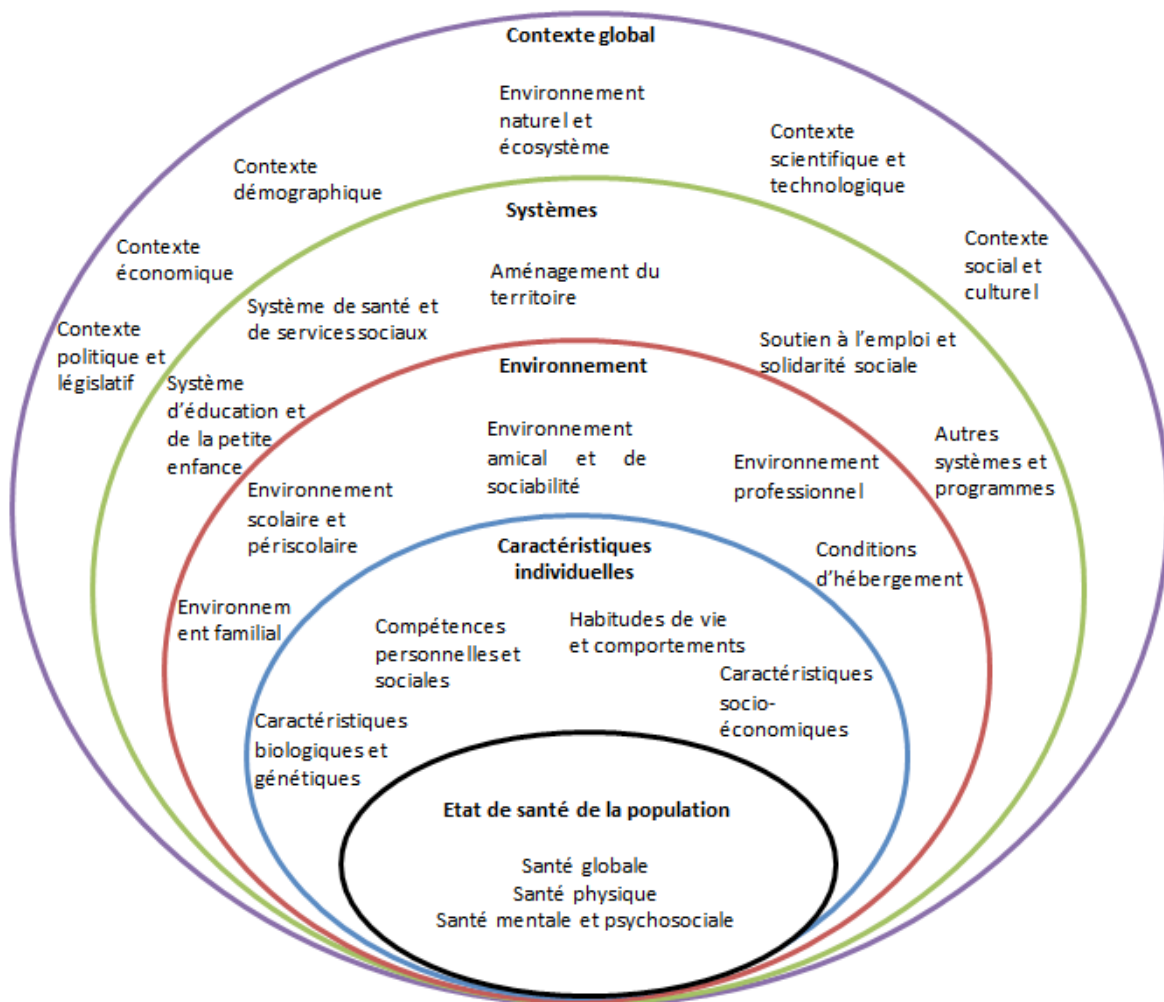 Contexte global
Environnement
naturel et
écosystème
Contexte
scientifique et
technologique
Contexte
démographique
Contexte
économique
Contexte
politique et
législatif
Contexte
social et
culturel
Systèmes
Aménagement du
territoire
Système de santé et
de services sociaux
Soutien à l'emploi et
solidarité sociale
Système
d'éducation et
de la petite
enfance
Autres
systèmes et
programmes
Environnement
Environnement
amical et de
sociabilité
Environnement
professionnel
Environnement
scolaire et
périscolaire
Conditions
d'hébergement
Environnem
ent familial
Caractéristiques
individuelles
Habitudes de vie
et comportements
Compétences
personnelles et
sociales
Caractéristiques
socio-
économiques
Caractéristiques
biologiques et
génétiques
Etat de santé de la population
Santé globale
Santé physique
Santé mentale et psychosociale